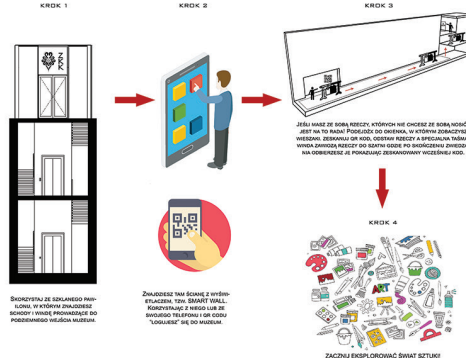 KROK 1
ZPK
SKORZYSTAJ ZE SZKLANEGO PAWI-
LONU, W KTÓRYM ZNAJDZIESZ
SCHODY I WINDĘ PROWADZĄCE DO
PODZIEMNEGO WEJŚCIA MUZEUM.
KROK 2
ZNAJDZIESZ TAM ŚCIANĘ Z WYŚWI-
ETLACZEM, TZW. SMART WALL.
KORZYSTAJĄC Z NIEGO LUB ZE
SWOJEGO TELEFONU I QR CODU
"LOGUJESZ" SIĘ DO MUZEUM.
KROK 3
JEŚLI MASZ ZE SOBĄ RZECZY, KTÓRYCH NIE CHCESZ ZE SOBĄ NOSIĆ
JEST NA TO RADA! PODEJDŹ DO OKIENKA, W KTÓRYM ZOBACZYSZ
WIESZAKI. ZESKANUJ QR KOD, ODSTAW RZECZY A SPECJALNA TAŚMA
WINDA ZAWIOZĄ RZECZY DO SZATNI GDZIE PO SKOŃCZENIU ZWIEDZA
NIA ODBIERZESZ JE POKAZUJĄC ZESKANOWANY WCZEŚNIEJ KOD.
KROK 4
ART
ZACZNIJ EKSPLOROWAĆ ŚWIAT SZTUKI!